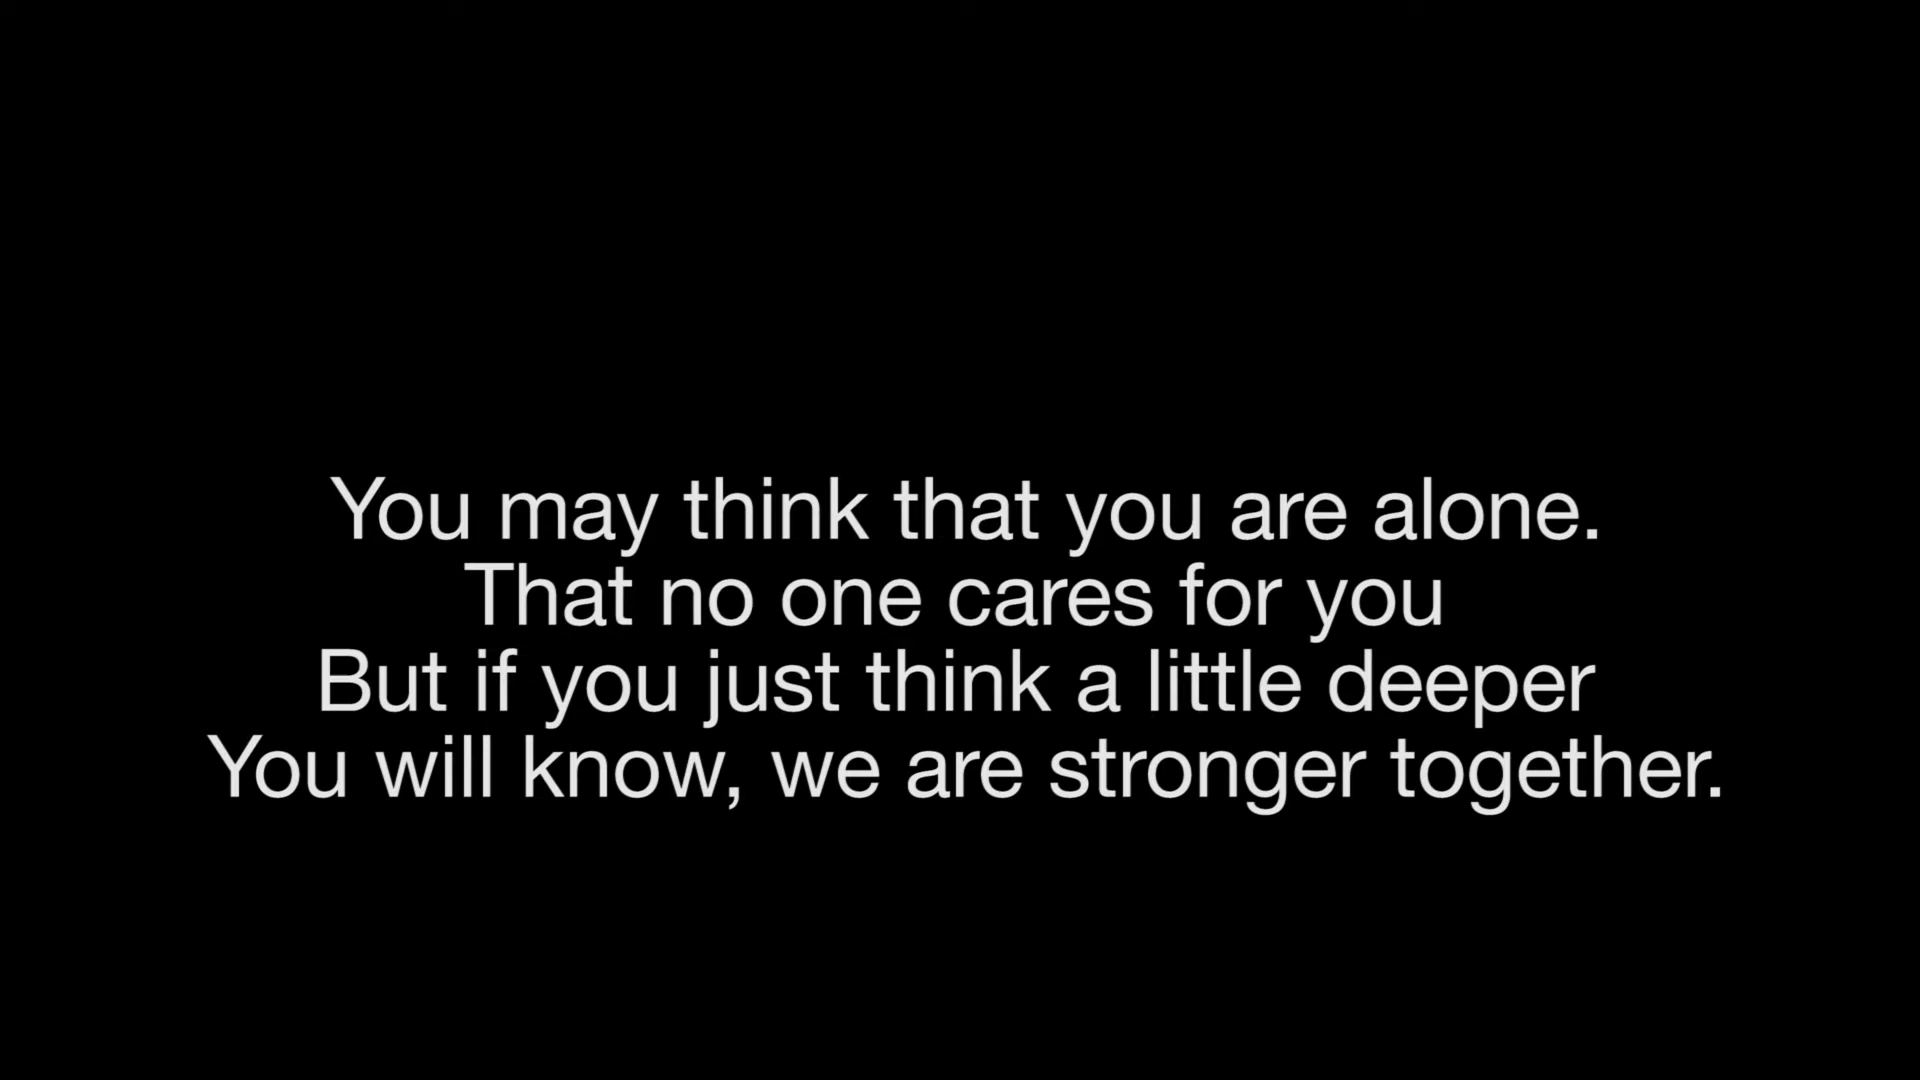 You may think that you are alone.
That no one cares for you
But if you just think a little deeper
You will know, we are stronger together.